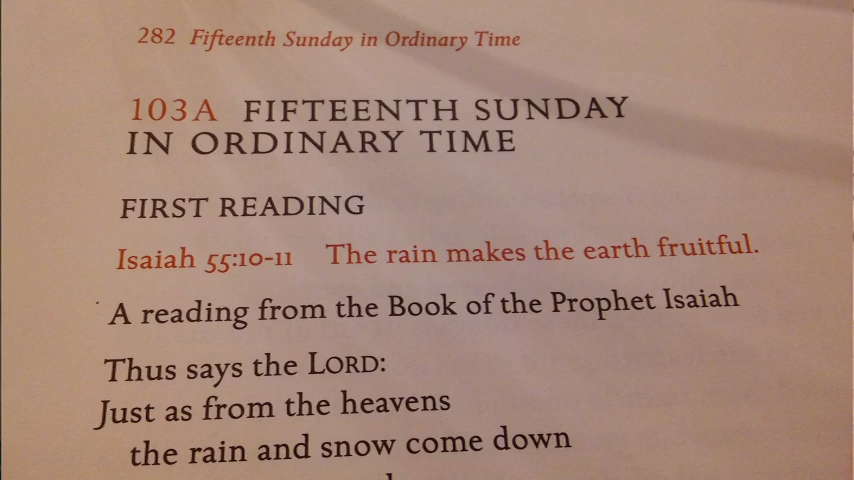 282 Fifteenth Sunday in Ordinary Time
103A FIFTEENTH SUNDAY
IN ORDINARY TIME
FIRST READING
Isaiah 55:10-11 The rain makes the earth fruitful.
A reading from the Book of the Prophet Isaiah
Thus says the LORD:
Just as from the heavens
the rain and snow come down